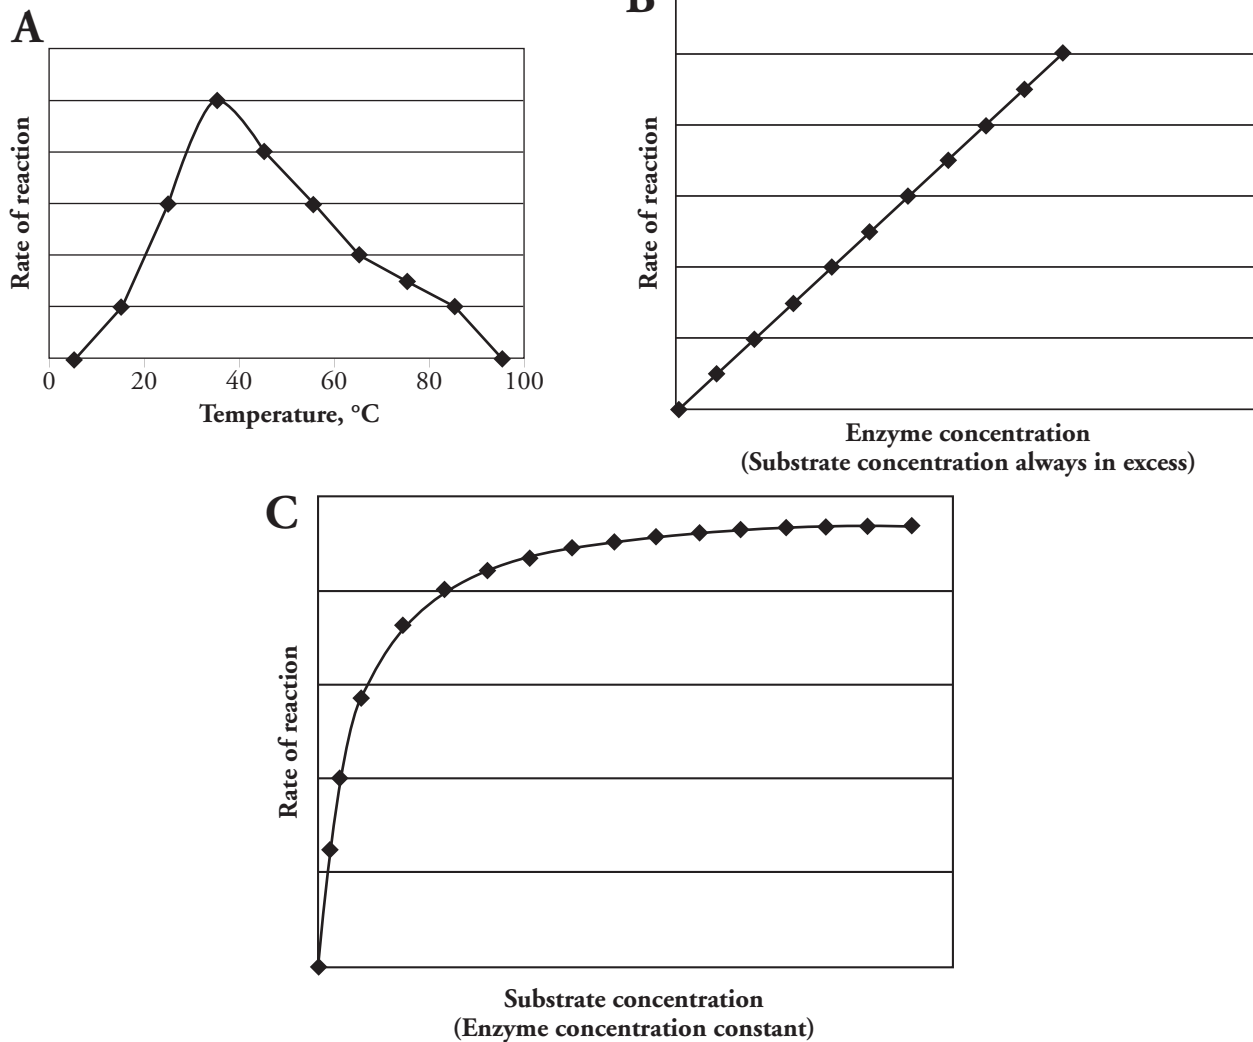 A
Rate of reaction
0 20 40 60 80 100
Temperature, °C
B
Rate of reaction
Enzyme concentration
(Substrate concentration always in excess)
C
Rate of reaction
Substrate concentration
(Enzyme concentration constant)